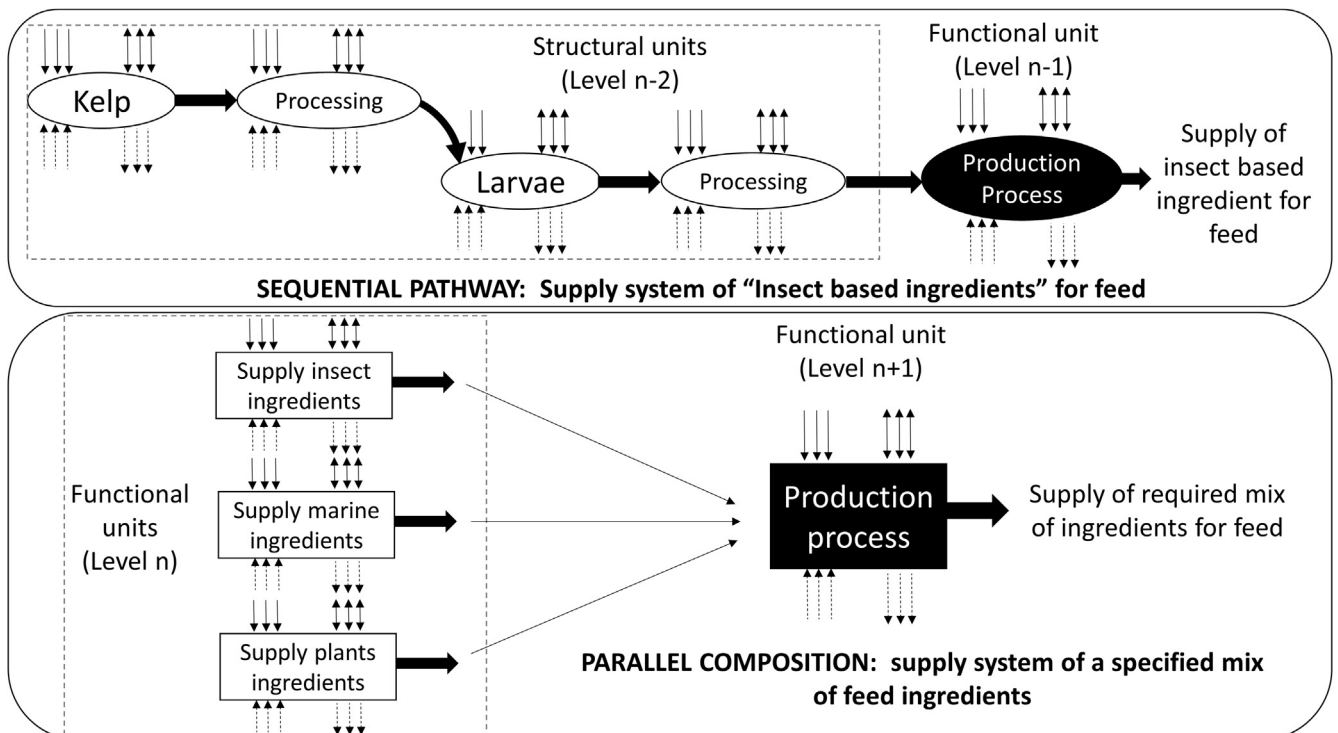 Kelp
Processing
Structural units
(Level n-2)
Larvae
Processing
Functional unit
(Level n-1)
Production
Process
Supply of
insect based
ingredient for
feed
SEQUENTIAL PATHWAY: Supply system of “Insect based ingredients” for feed
Functional
units
(Level n)
Supply insect
ingredients
Supply marine
ingredients
Supply plants
ingredients
Functional unit
(Level n+1)
Production
process
Supply of required mix
of ingredients for feed
PARALLEL COMPOSITION: supply system of a specified mix
of feed ingredients